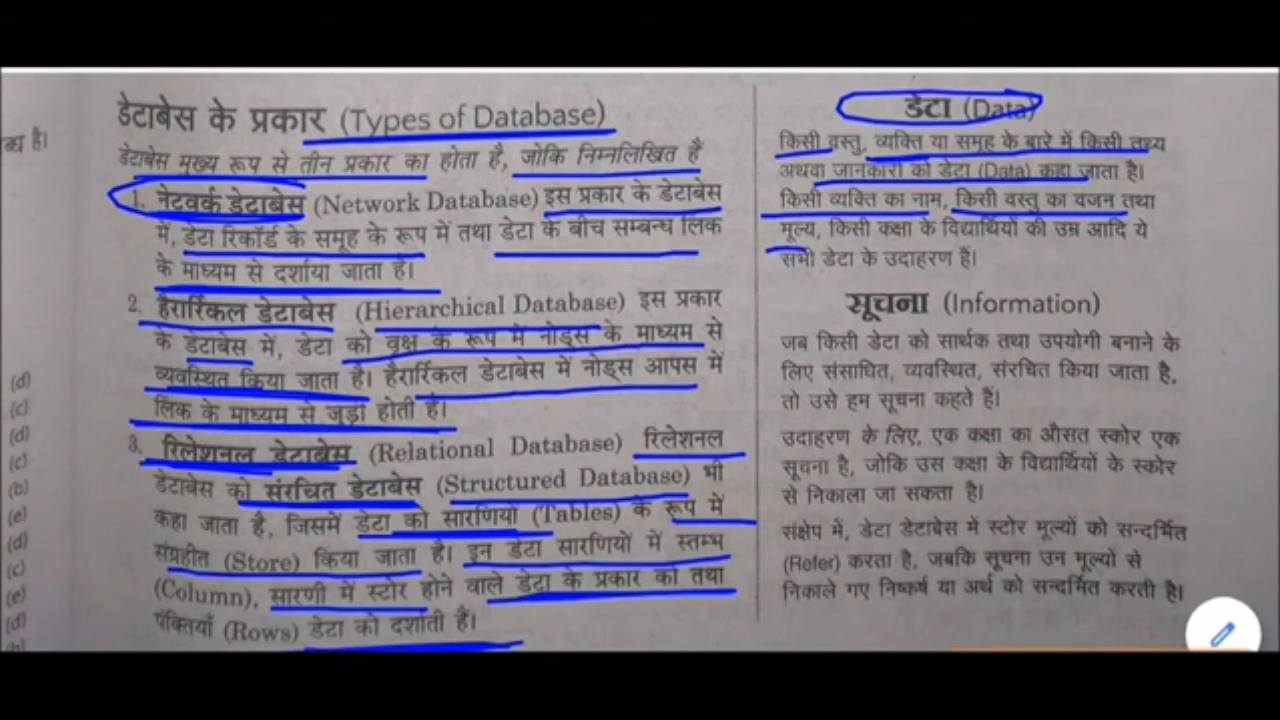 ब्ध है।
(d)
(c)
(d)
(c)
(b)
(e)
(d)
(c)
(e)
(d)
डेटाबेस के प्रकार (Types of Database)
डेटाबेस मुख्य रूप से तीन प्रकार का होता है, जोकि निम्नलिखित हैं
1. नेटवर्क डेटाबेस (Network Database) इस प्रकार के डेटाबेस
में, डेटा रिकॉर्ड के समूह के रूप में तथा डेटा के बीच सम्बन्ध लिंक
के माध्यम से दर्शाया जाता है।
2. हैरार्रिकल डेटाबेस (Hierarchical Database) इस प्रकार
के डेटाबेस में, डेटा को वृक्ष के रूप में नोड्स के माध्यम से
व्यवस्थित किया जाता है। हैरार्रिकल डेटाबेस में नोड्स आपस में
लिंक के माध्यम से जुड़ी होती है।
3. रिलेशनल डेटाबेस (Relational Database) रिलेशनल
डेटाबेस को संरचित डेटाबेस (Structured Database) भी
कहा जाता है, जिसमें डेटा को सारणियों (Tables) के रूप में
संग्रहीत (Store) किया जाता है। इन डेटा सारणियों में स्तम्भ
(Column), सारणी में स्टोर होने वाले डेटा के प्रकार को तथा
पंक्तियाँ (Rows) डेटा को दर्शाती हैं।
डेटा (Data)
किसी वस्तु, व्यक्ति या समूह के बारे में किसी तथ्य
अथवा जानकारी को डेटा (Data) कहा जाता है।
किसी व्यक्ति का नाम, किसी वस्तु का वजन तथा
मूल्य, किसी कक्षा के विद्यार्थियों की उम्र आदि ये
सभी डेटा के उदाहरण हैं।
सूचना (Information)
जब किसी डेटा को सार्थक तथा उपयोगी बनाने के
लिए संसाधित, व्यवस्थित, संरचित किया जाता है,
तो उसे हम सूचना कहते हैं।
उदाहरण के लिए, एक कक्षा का औसत स्कोर एक
सूचना है, जोकि उस कक्षा के विद्यार्थियों के स्कोर
से निकाला जा सकता है।
संक्षेप में, डेटा डेटाबेस में स्टोर मूल्यों को सन्दर्मित
(Refer) करता है, जबकि सूचना उन मूल्यों से
निकाले गए निष्कर्ष या अर्थ को सन्दर्मित करती है।